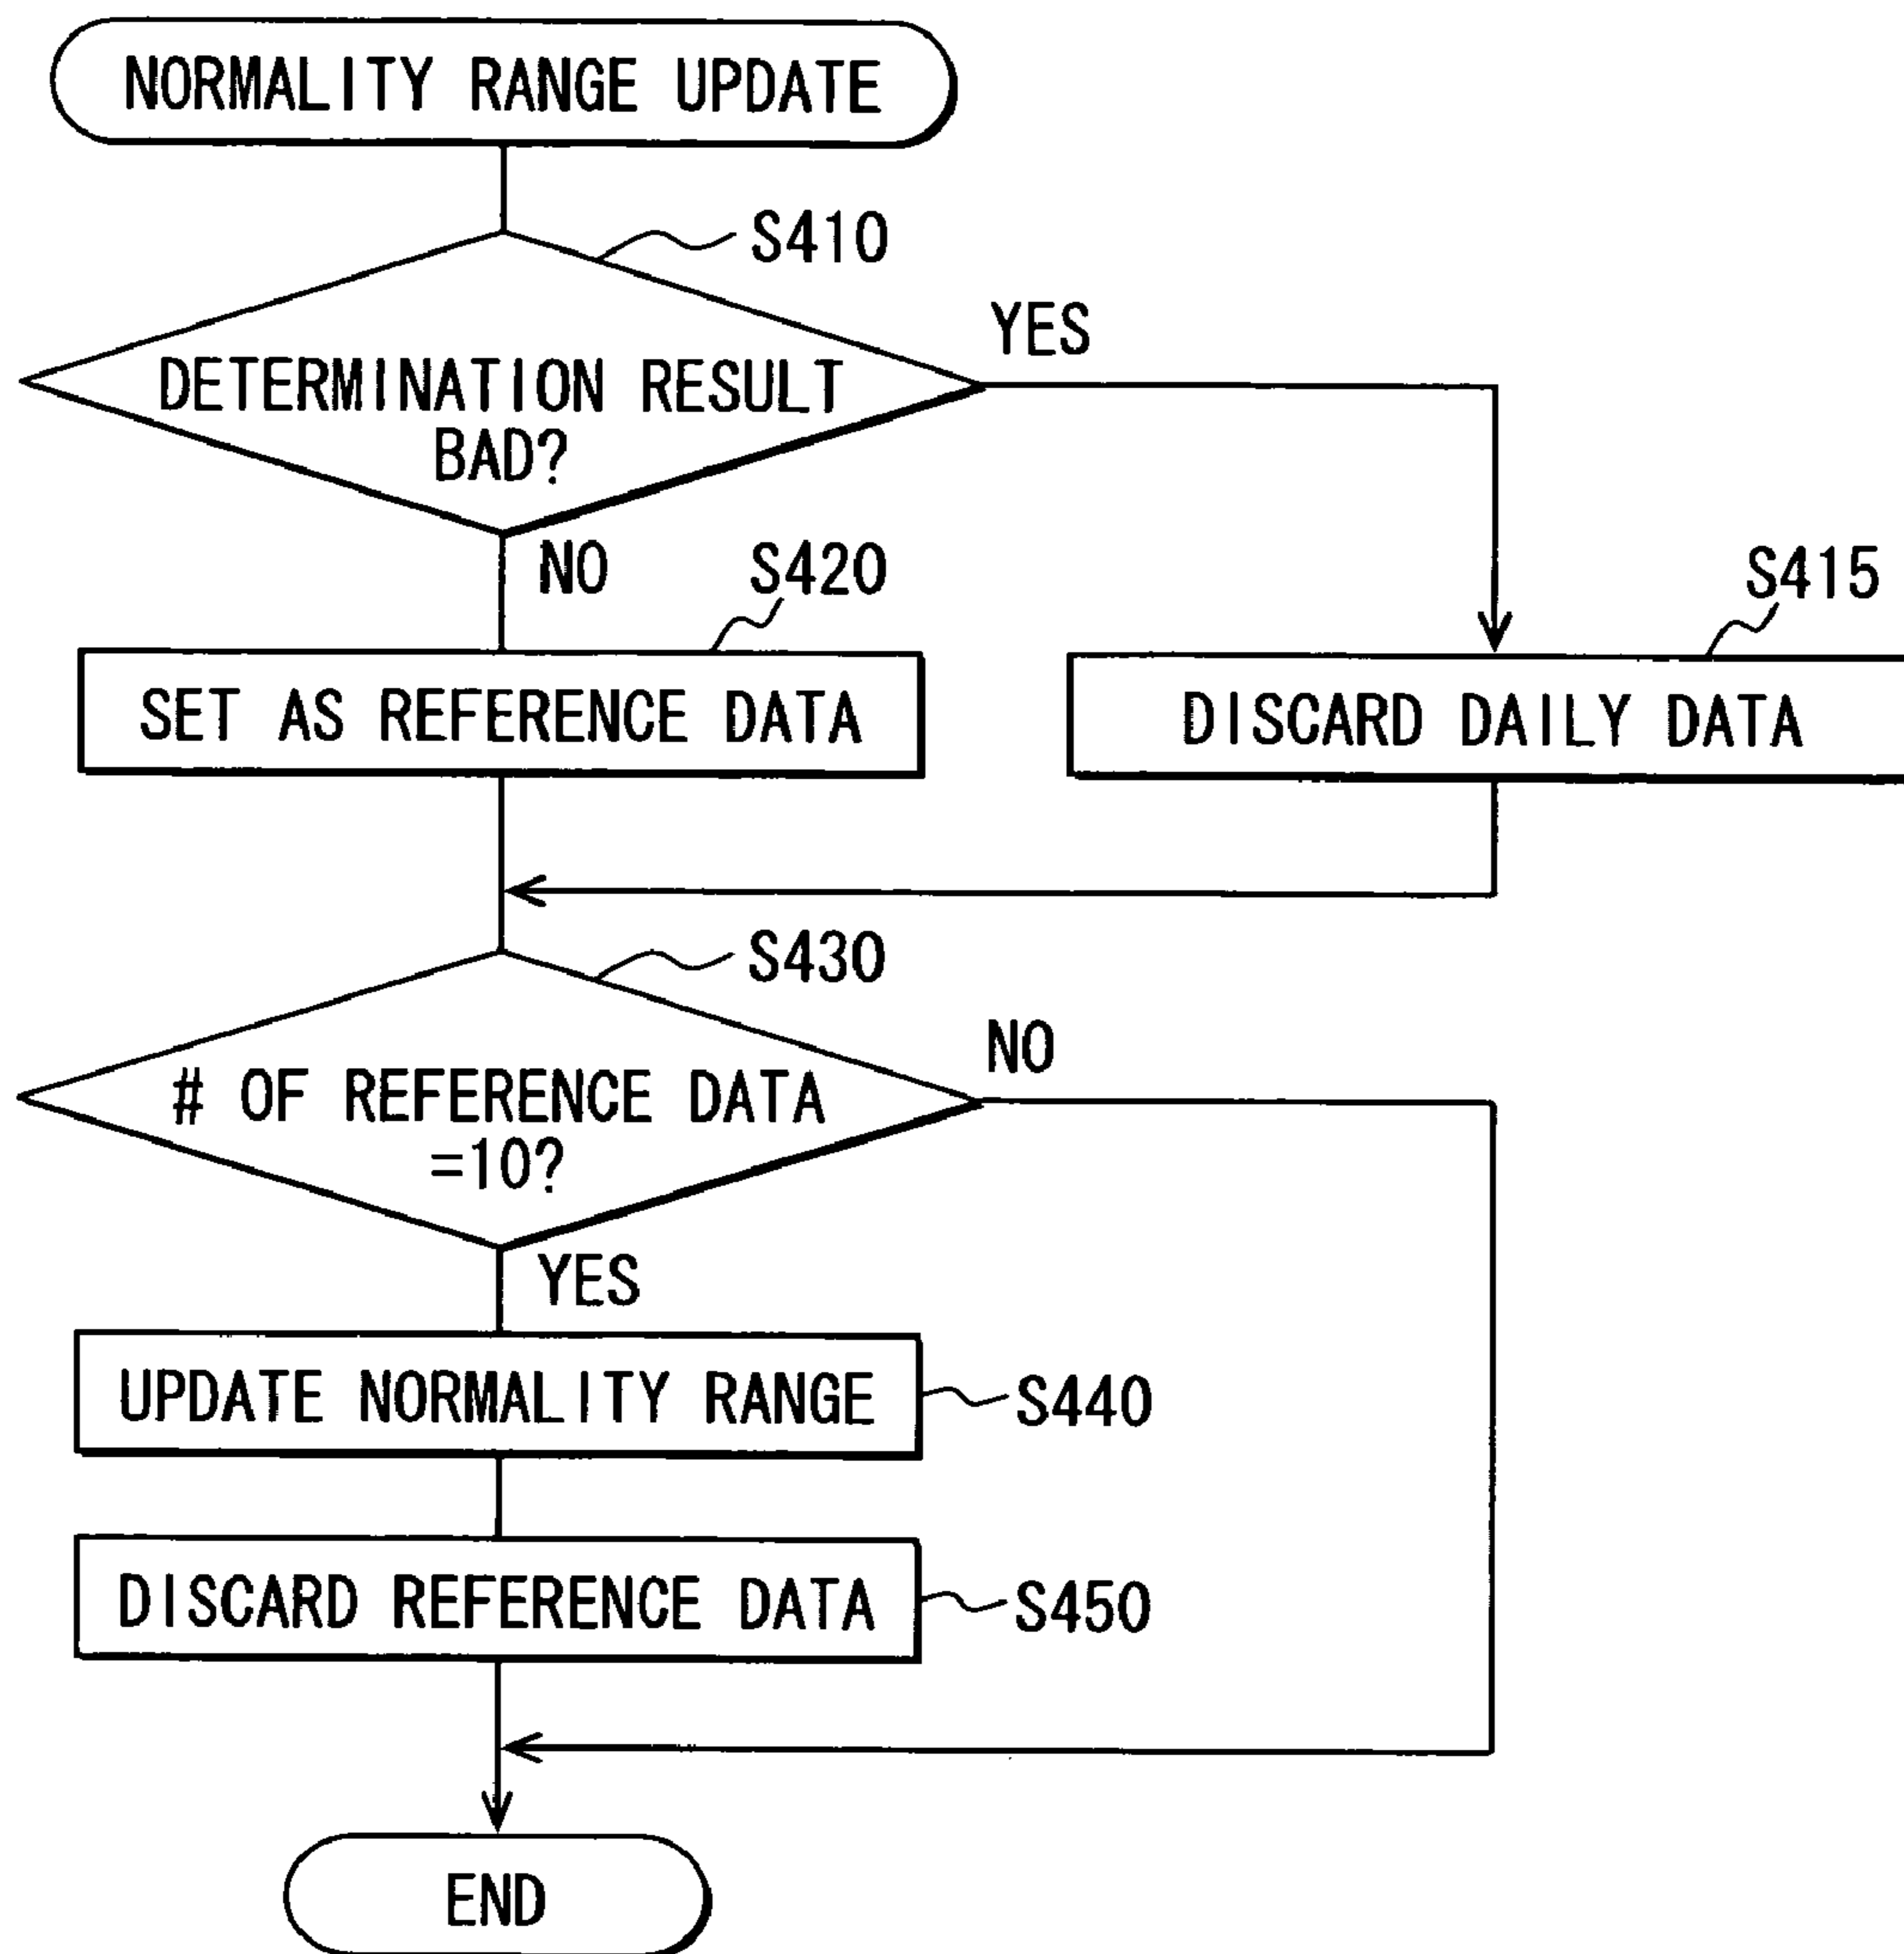 NORMALITY RANGE UPDATE
S410
YES
DETERMINATION RESULT
BAD?
NO
S420
S415
SET AS REFERENCE DATA
DISCARD DAILY DATA
S430
NO
# OF REFERENCE DATA
=10?
YES
UPDATE NORMALITY RANGE
S440
DISCARD REFERENCE DATA
S450
END